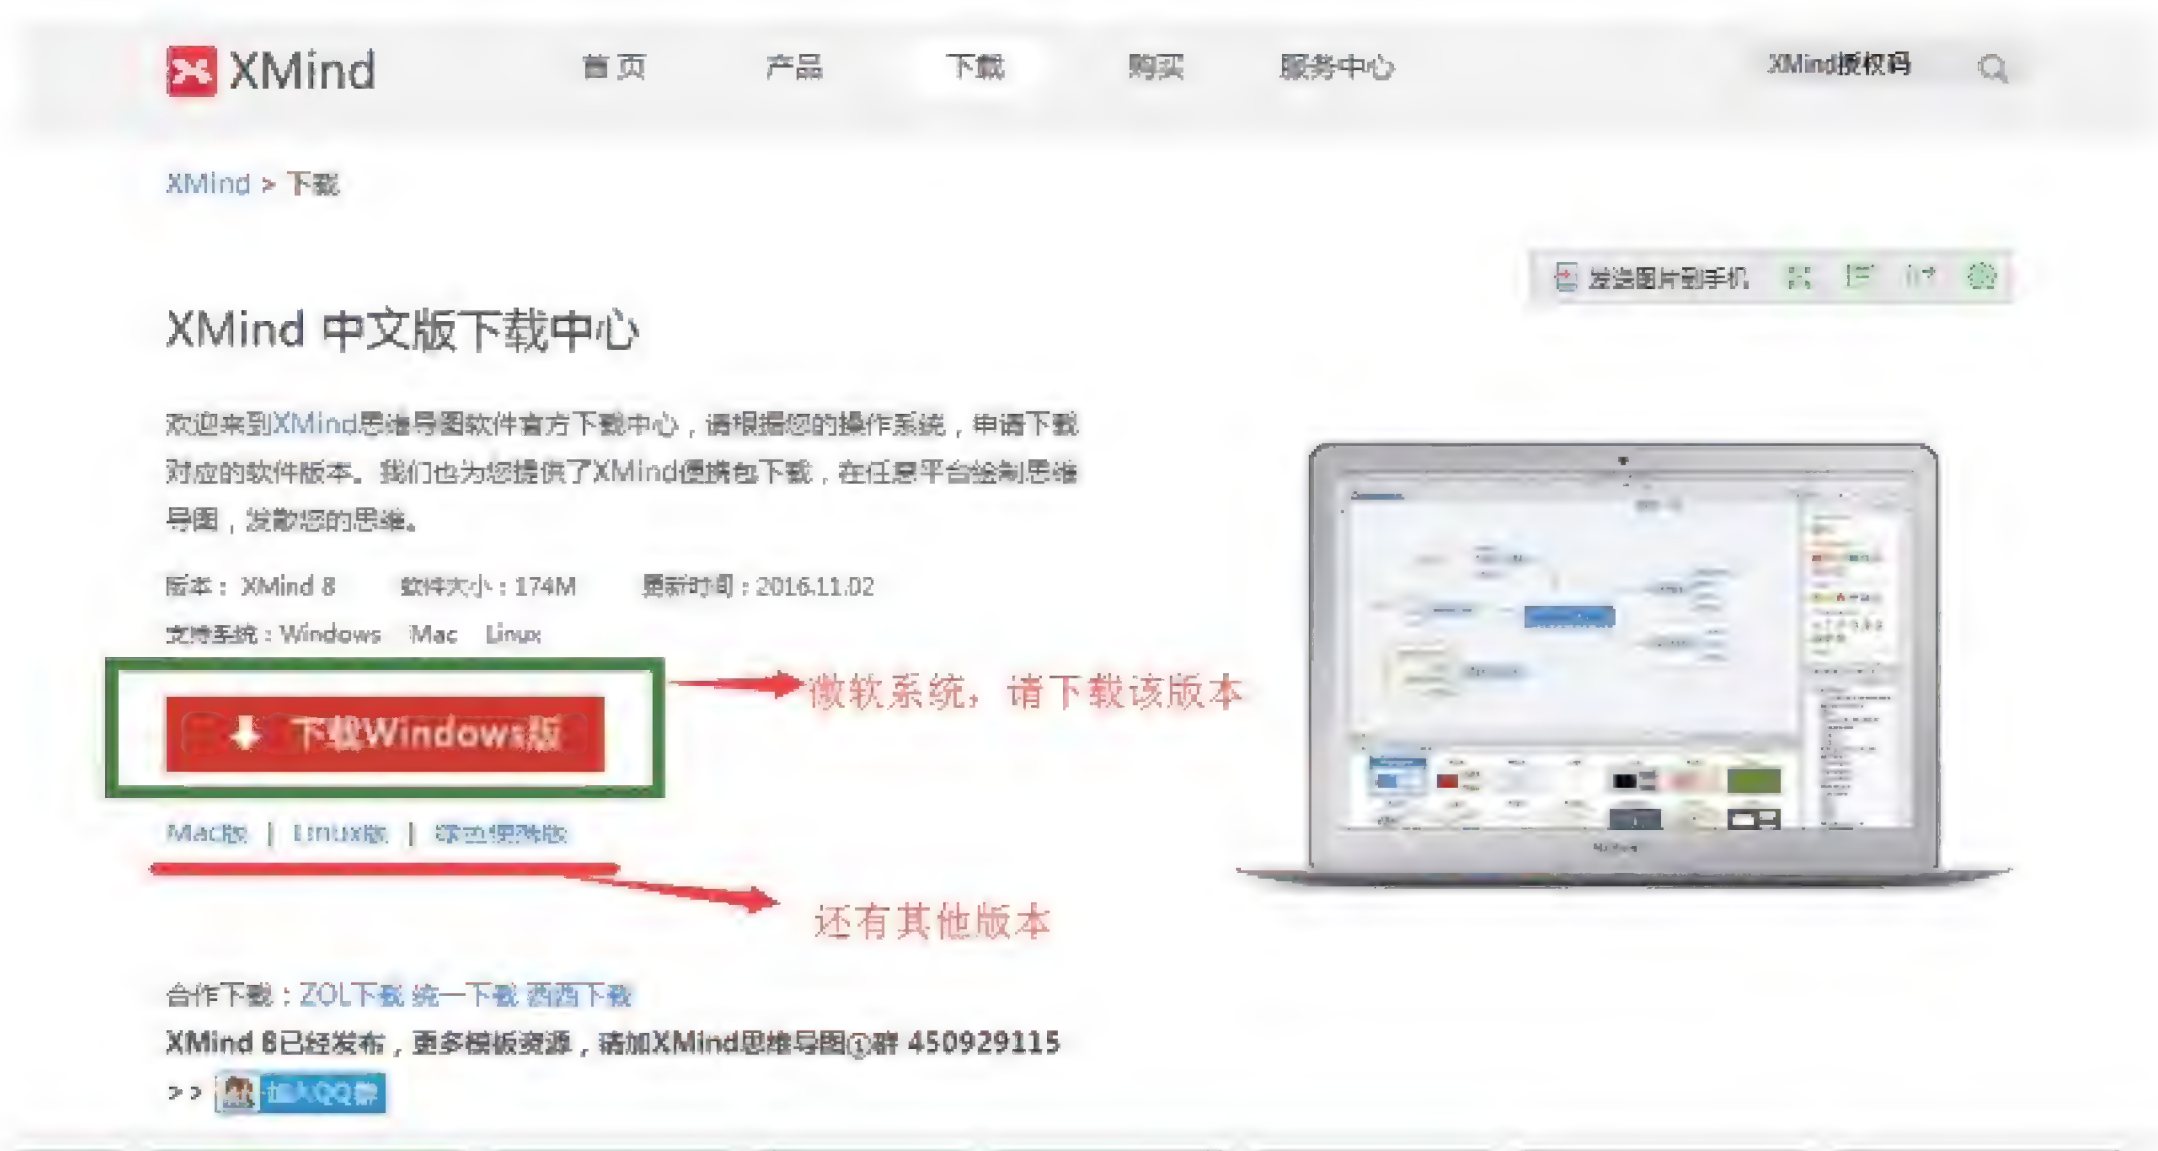 XMind 首页 产品 下载 购买 服务中心 XMind授权码
XMind > 下载
发送图片到手机
XMind 中文版下载中心
欢迎来到XMind思维导图软件官方下载中心，请根据您的操作系统，申请下载
对应的软件版本。我们也为您提供了XMind便携包下载，在任意平台绘制思维
导图，发散您的思维。
版本： XMind 8 软件大小：174M 更新时间：2016.11.02
支持系统：Windows Mac Linux
下载Windows版
微软系统，请下载该版本
Mac版 | Linux版 | 绿色便携版
还有其他版本
合作下载：ZOL下载 统一下载 西西下载
XMind 8已经发布，更多模板资源，请加XMind思维导图①群 450929115
>> 加入QQ群